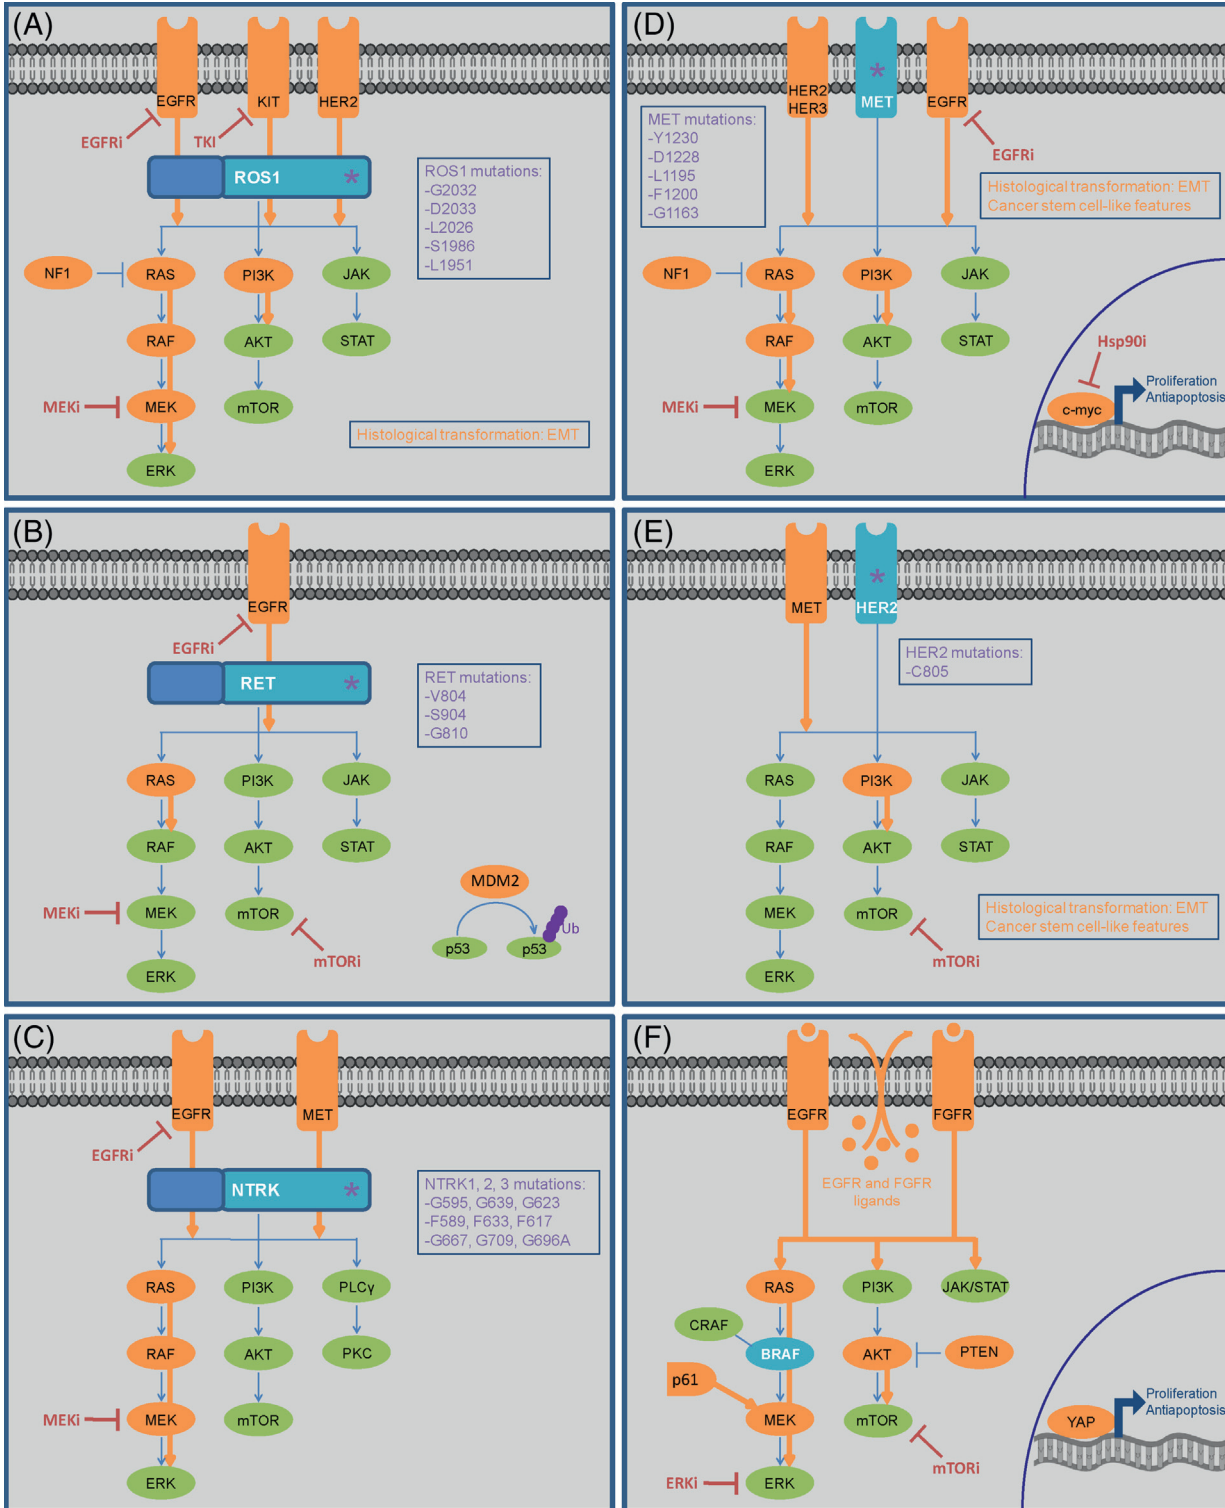 (A)
EGFR
KIT
HER2
EGFRi
TKI
ROS1
*
ROS1 mutations:
-G2032
-D2033
-L2026
-S1986
-L1951
NF1
RAS
PI3K
JAK
RAF
AKT
STAT
MEKi
MEK
mTOR
ERK
Histological transformation: EMT
(B)
EGFR
EGFRi
RET
*
RET mutations:
-V804
-S904
-G810
RAS
PI3K
JAK
RAF
AKT
STAT
MEKi
MEK
mTOR
mTORi
ERK
MDM2
p53
p53
Ub
(C)
EGFR
MET
EGFRi
NTRK
*
NTRK1, 2, 3 mutations:
-G595, G639, G623
-F589, F633, F617
-G667, G709, G696A
RAS
PI3K
PLCγ
RAF
AKT
PKC
MEKi
MEK
mTOR
ERK
(D)
HER2
HER3
*
MET
EGFR
EGFRi
MET mutations:
-Y1230
-D1228
-L1195
-F1200
-G1163
Histological transformation: EMT
Cancer stem cell-like features
NF1
RAS
PI3K
JAK
RAF
AKT
STAT
MEKi
MEK
mTOR
ERK
Hsp90i
c-myc
Proliferation
Antiapoptosis
(E)
MET
*
HER2
HER2 mutations:
-C805
RAS
PI3K
JAK
RAF
AKT
STAT
MEK
mTOR
mTORi
ERK
Histological transformation: EMT
Cancer stem cell-like features
(F)
EGFR
FGFR
EGFR and FGFR
ligands
RAS
PI3K
JAK/STAT
CRAF
BRAF
AKT
PTEN
p61
MEK
mTOR
mTORi
ERKi
ERK
YAP
Proliferation
Antiapoptosis